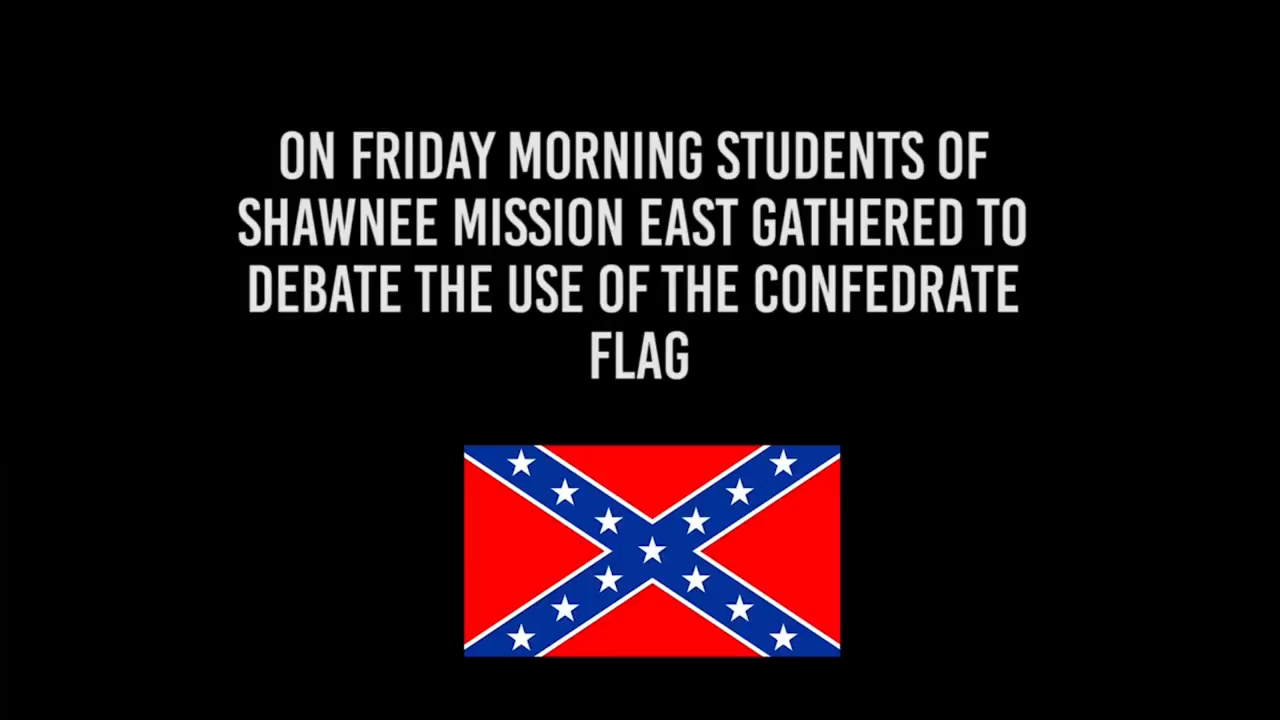 ON FRIDAY MORNING STUDENTS OF
SHAWNEE MISSION EAST GATHERED TO
DEBATE THE USE OF THE CONFEDRATE
FLAG